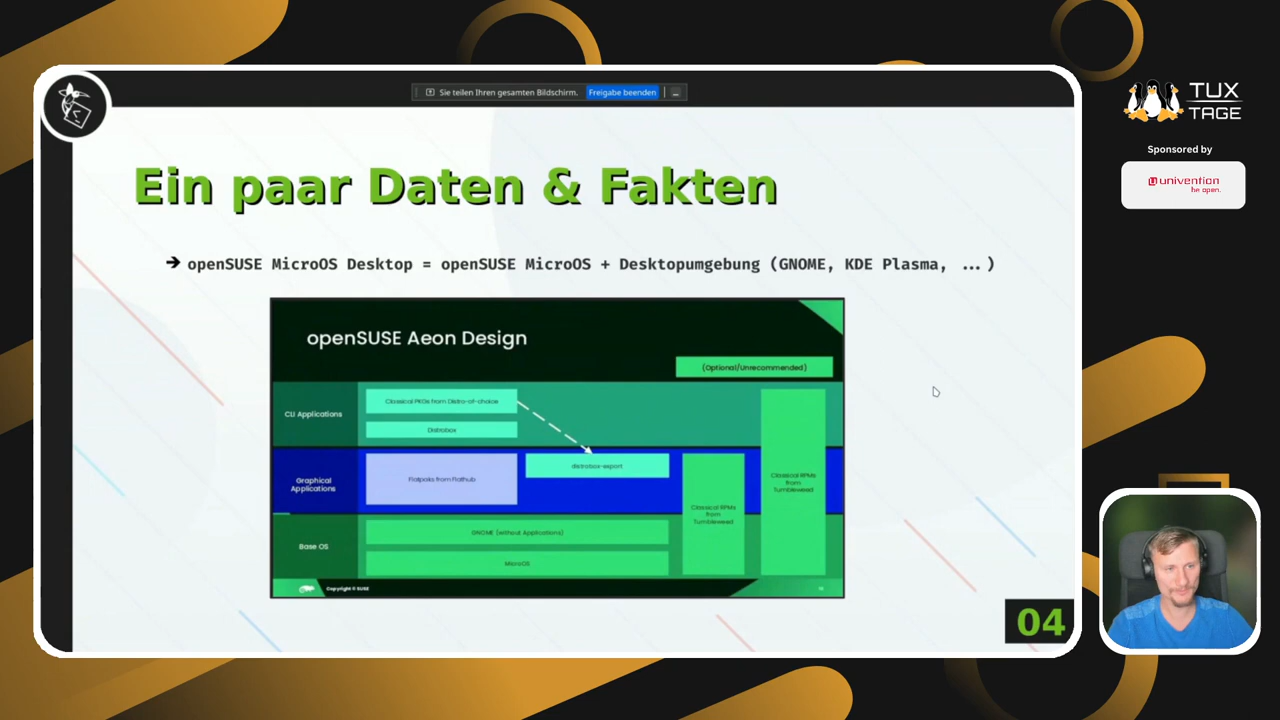 Sie teilen Ihren gesamten Bildschirm. Freigabe beenden
TUX
TAGE
Sponsored by
univention
be open.
Ein paar Daten & Fakten
➔ openSUSE MicroOS Desktop = openSUSE MicroOS + Desktopumgebung (GNOME, KDE Plasma, ...)
openSUSE Aeon Design
(Optional/Unrecommended)
CLI Applications
Classical PKGs from Distro-of-choice
Distrobox
Graphical
Applications
Flatpaks from Flathub
distrobox-export
Classical RPMs
from
Tumbleweed
Classical RPMs
from
Tumbleweed
Base OS
GNOME (without Applications)
MicroOS
Copyright © SUSE
04